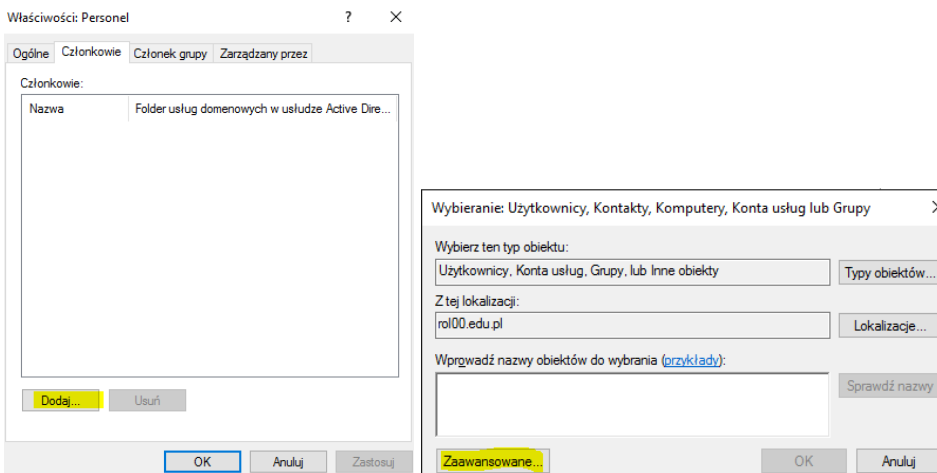 Właściwości: Personel ? ×
Ogólne Członkowie Członek grupy Zarządzany przez
Członkowie:
Nazwa Folder usług domenowych w usłudze Active Dire...
Dodaj... Usuń
OK Anuluj Zastosuj
Wybieranie: Użytkownicy, Kontakty, Komputery, Konta usług lub Grupy
Wybierz ten typ obiektu:
Użytkownicy, Konta usług, Grupy, lub Inne obiekty Typy obiektów...
Z tej lokalizacji:
rol00.edu.pl Lokalizacje...
Wprowadź nazwy obiektów do wybrania (przykłady):
Sprawdź nazwy
Zaawansowane... OK Anuluj